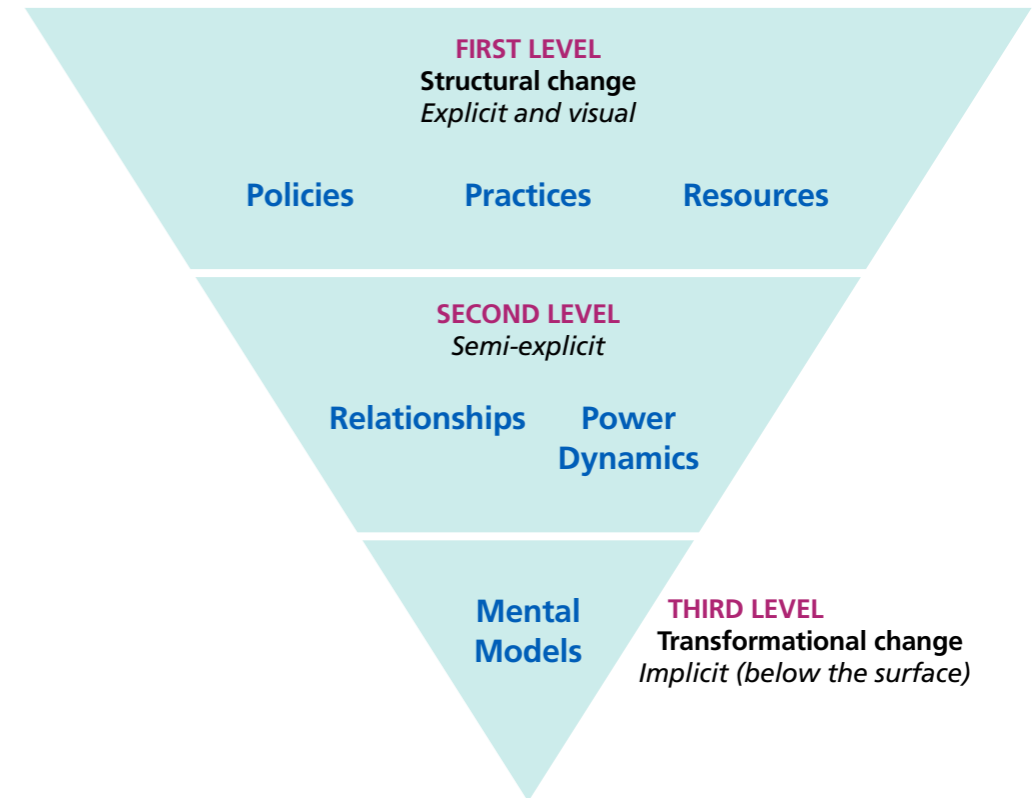 FIRST LEVEL
Structural change
Explicit and visual
Policies Practices Resources
SECOND LEVEL
Semi-explicit
Relationships Power
Dynamics
Mental
Models
THIRD LEVEL
Transformational change
Implicit (below the surface)